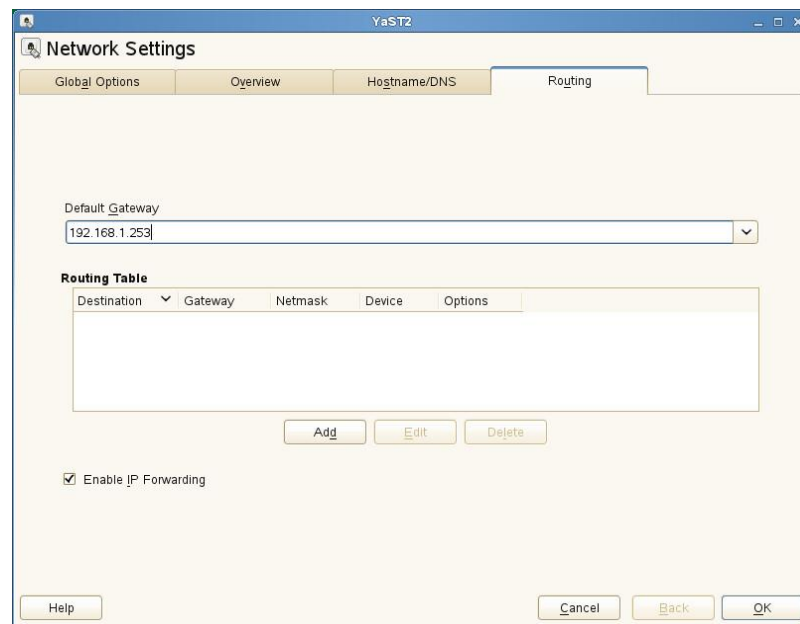 YaST2
Network Settings
Global Options
Overview
Hostname/DNS
Routing
Default Gateway
192.168.1.253
Routing Table
Destination Gateway Netmask Device Options
Add Edit Delete
Enable IP Forwarding
Help Cancel Back OK